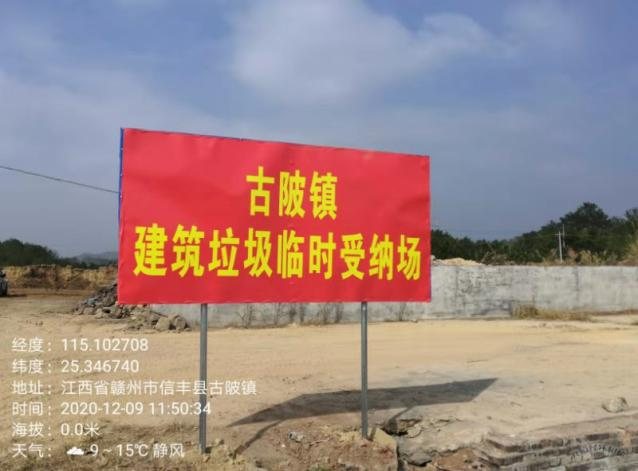 古陂镇
建筑垃圾临时受纳场
经度：115.102708
纬度：25.346740
地址：江西省赣州市信丰县古陂镇
时间：2020-12-09 11:50:34
海拔：0.0米
天气：☁ 9～15℃ 静风